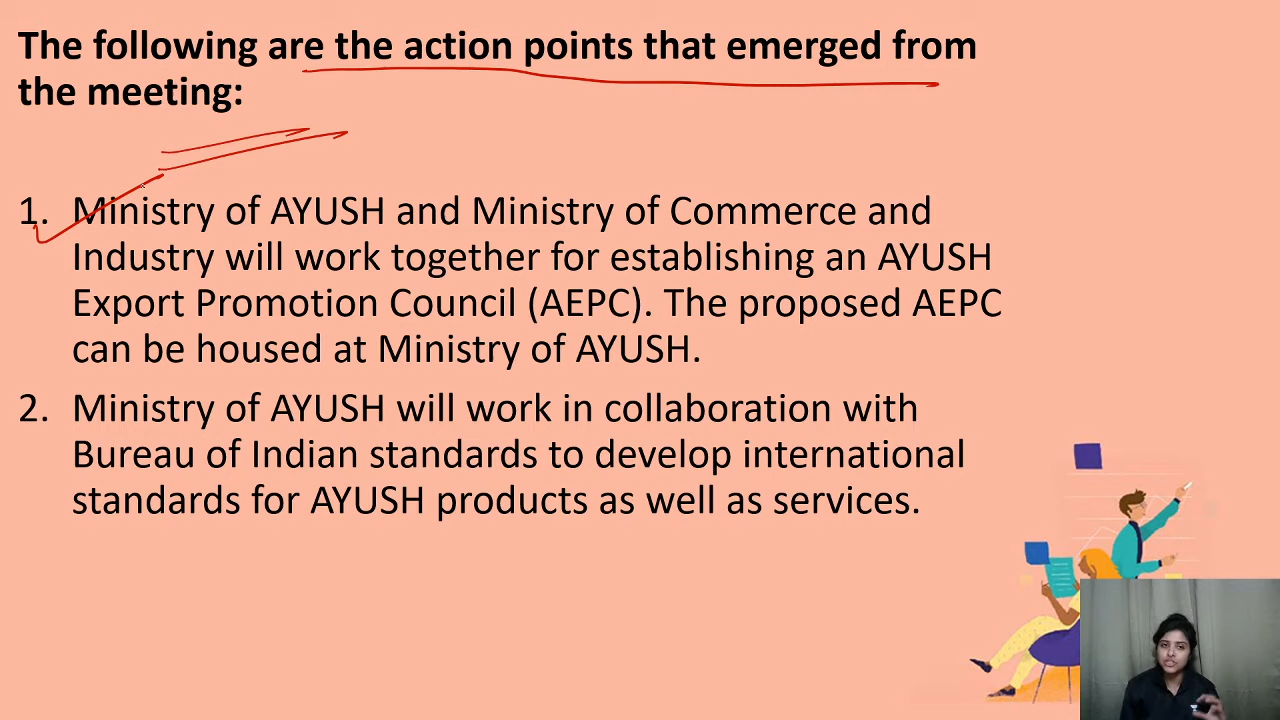 The following are the action points that emerged from
the meeting:
1. Ministry of AYUSH and Ministry of Commerce and
Industry will work together for establishing an AYUSH
Export Promotion Council (AEPC). The proposed AEPC
can be housed at Ministry of AYUSH.
2. Ministry of AYUSH will work in collaboration with
Bureau of Indian standards to develop international
standards for AYUSH products as well as services.